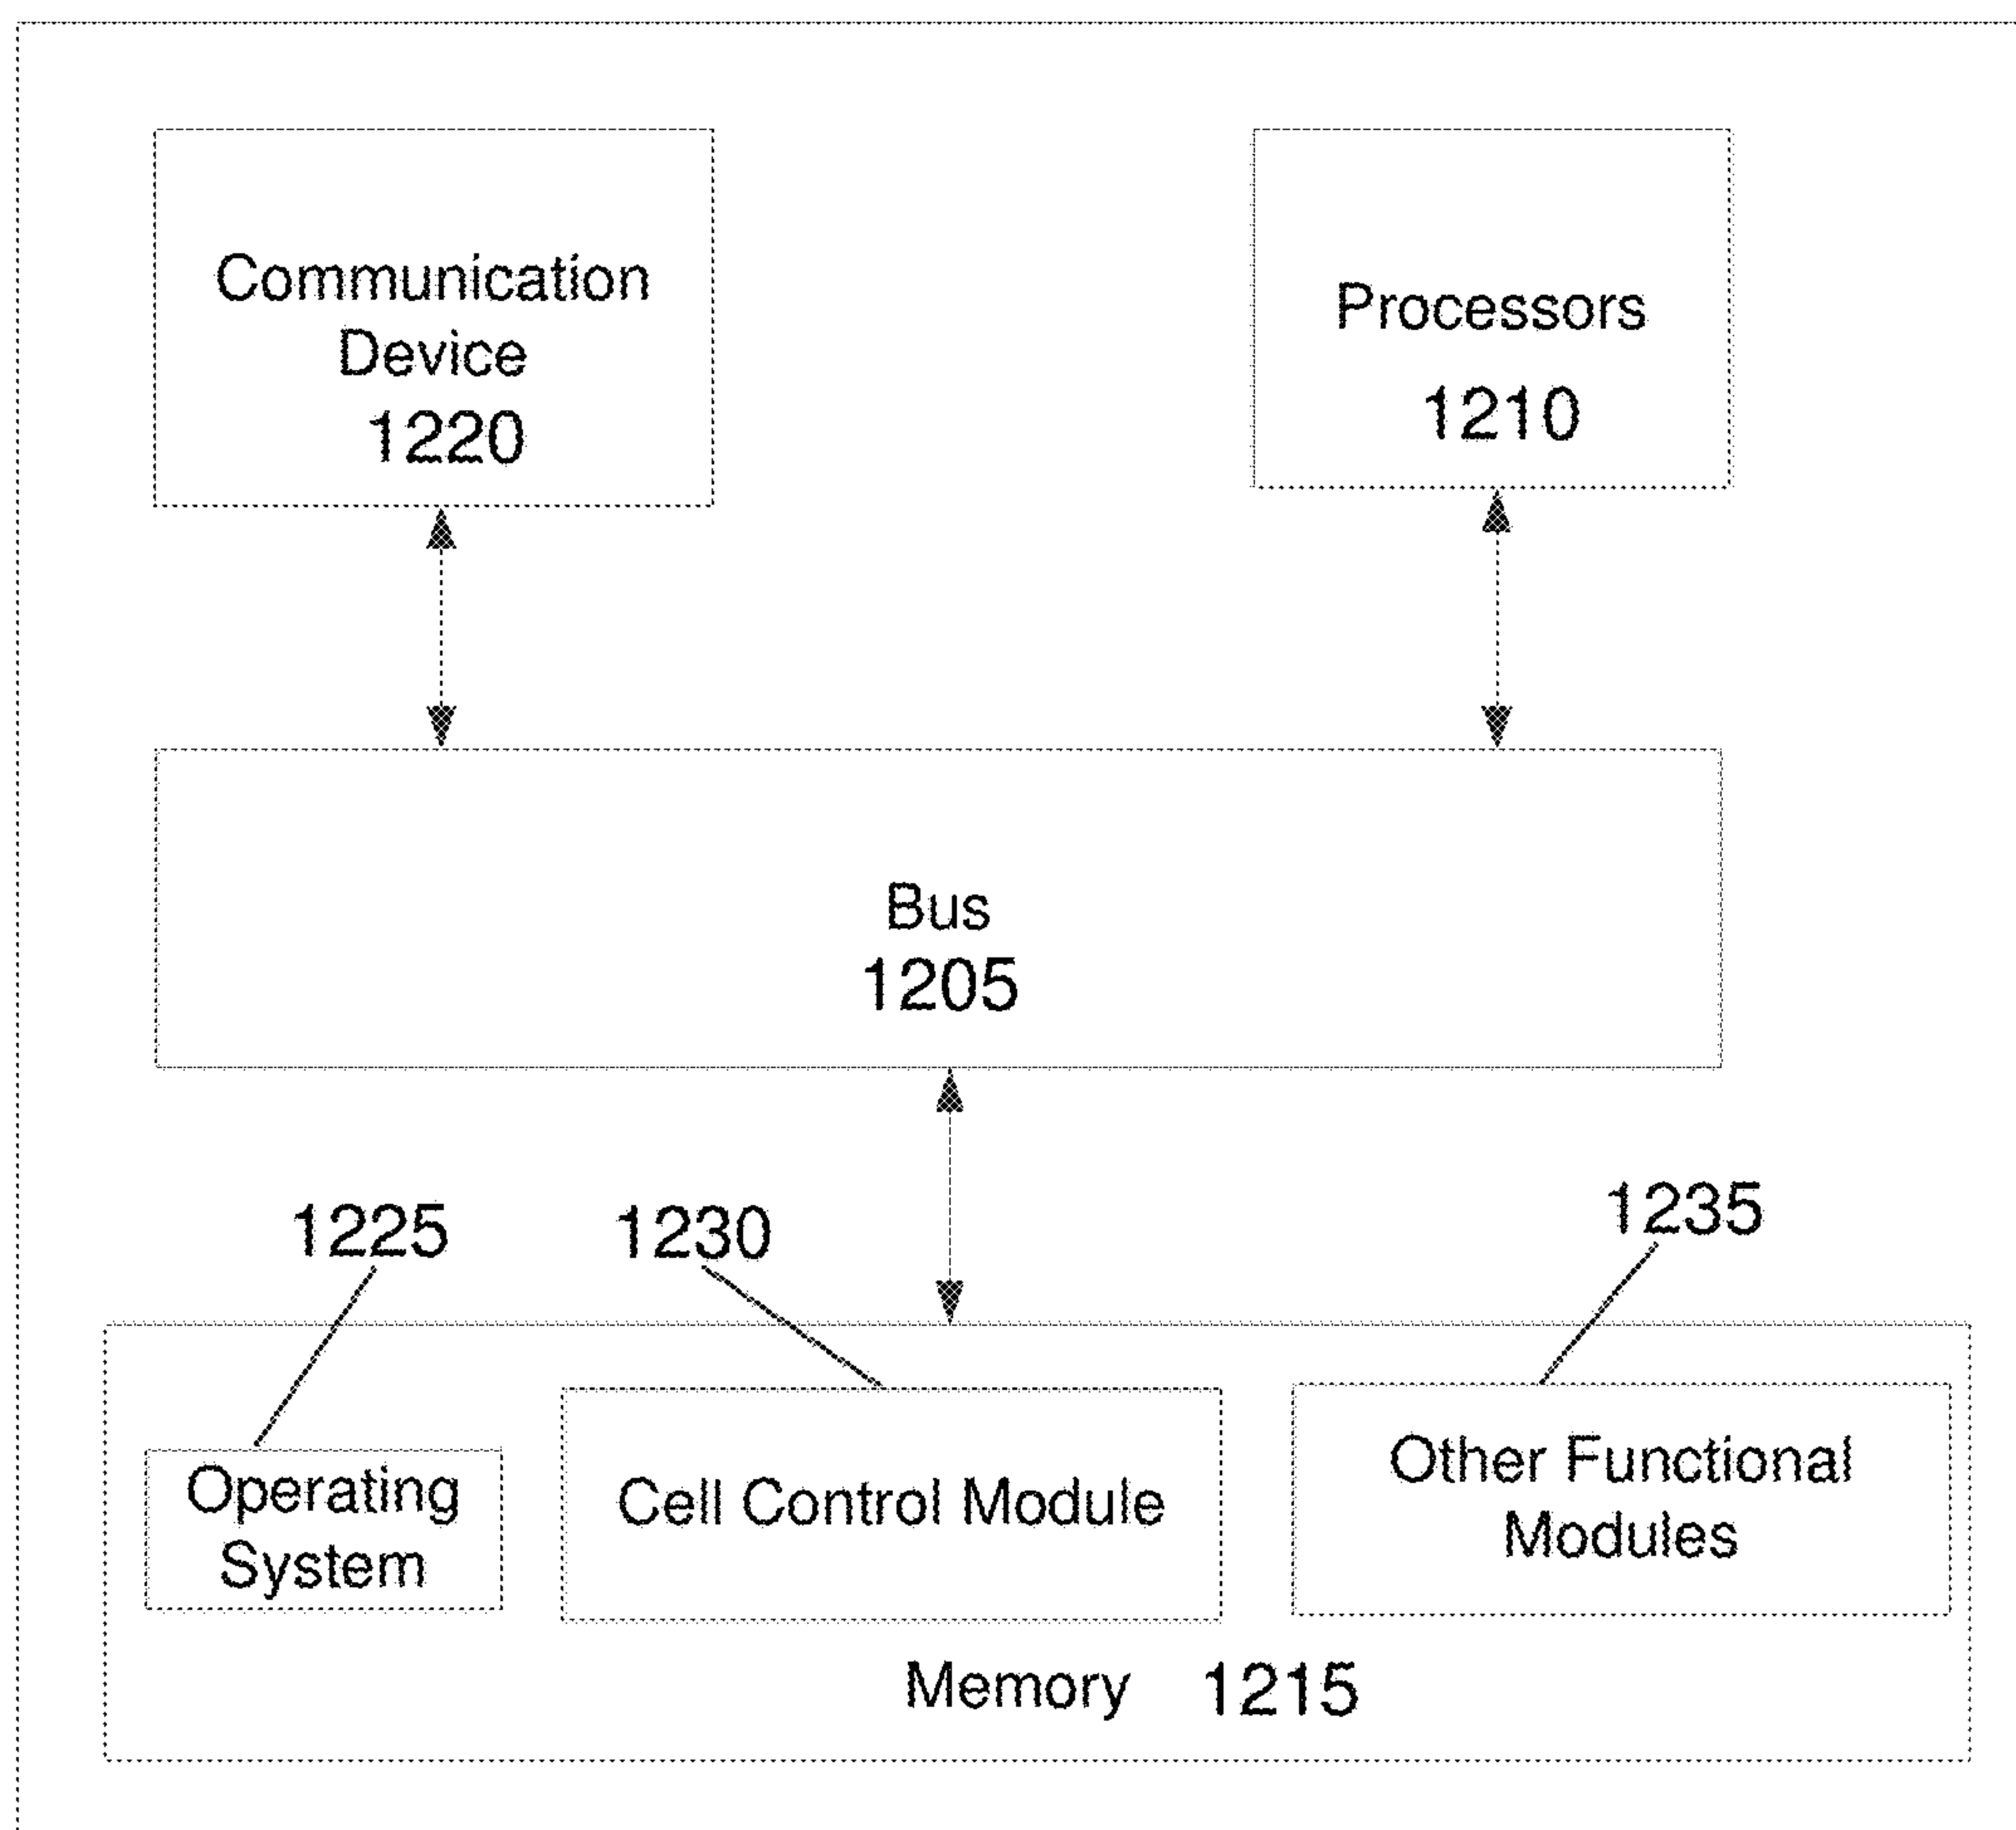 Communication
Device
1220
Processors
1210
Bus
1205
1225
1230
1235
Operating
System
Cell Control Module
Other Functional
Modules
Memory 1215